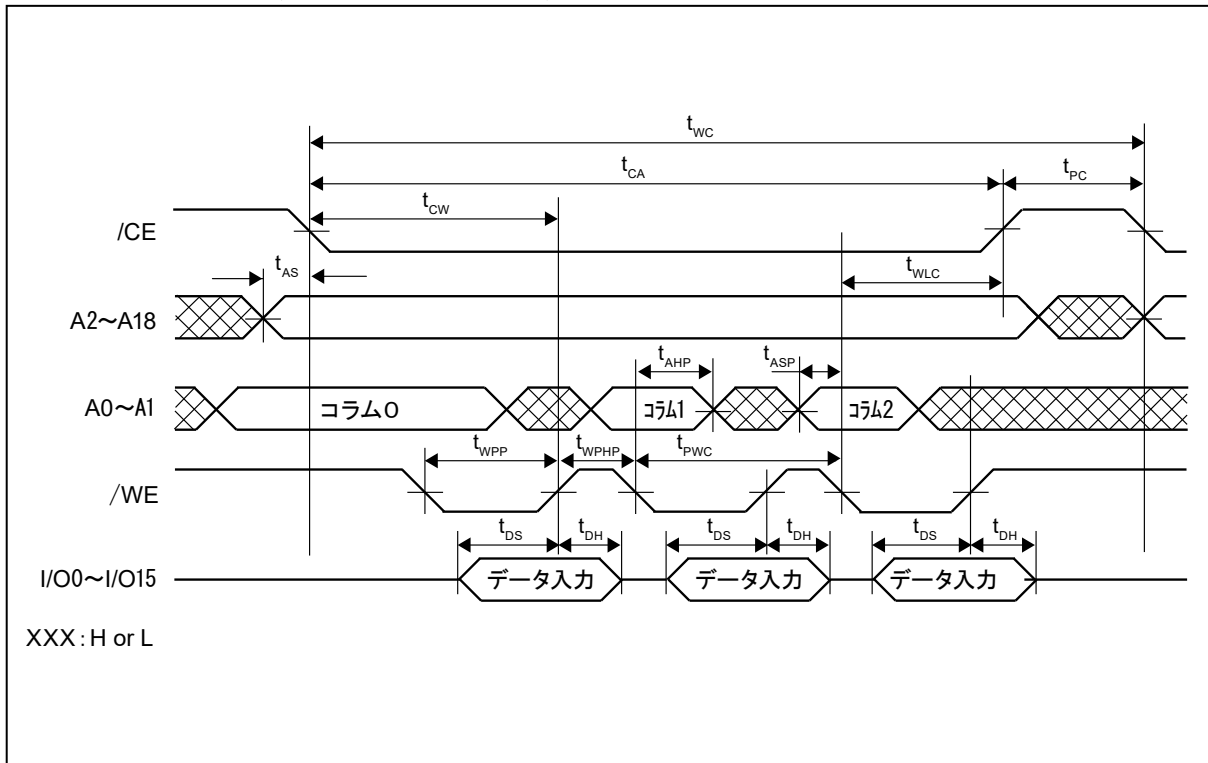 tWC
tCA
tPC
tCW
/CE
tAS
tWLC
A2～A18
tAHP
tASP
A0～A1
コラム0
コラム1
コラム2
tWPP
tWPHP
tPWC
/WE
tDS
tDH
tDS
tDH
tDS
tDH
I/O0～I/O15
データ入力
データ入力
データ入力
XXX : H or L